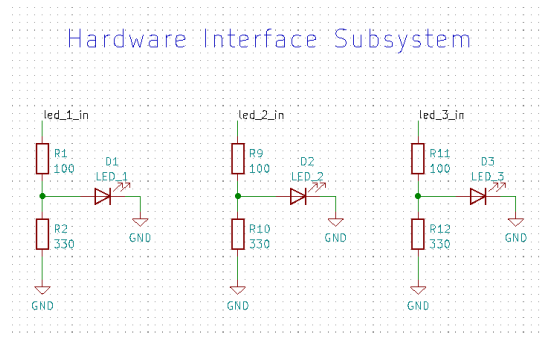 Hardware Interface Subsystem
led_1_in
led_2_in
led_3_in
R1
100
D1
LED_1
R9
100
D2
LED_2
R11
100
D3
LED_3
R2
330
GND
R10
330
GND
R12
330
GND
GND
GND
GND